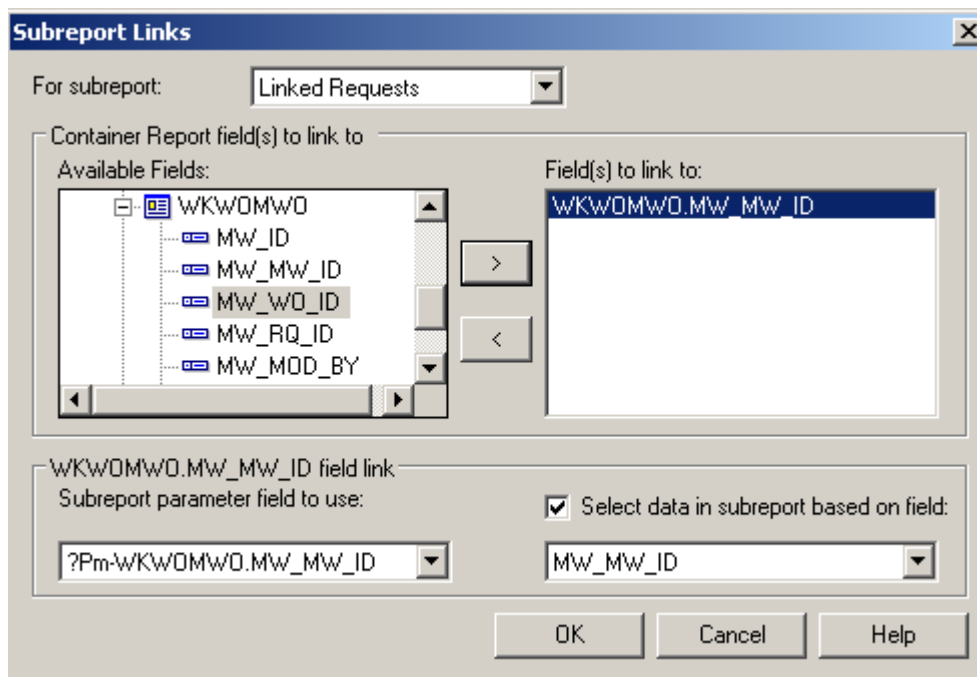 Subreport Links
For subreport:
Linked Requests
Container Report field(s) to link to
Available Fields:
WKWOMWO
MW_ID
MW_MW_ID
MW_WO_ID
MW_RQ_ID
MW_MOD_BY
>
<
Field(s) to link to:
WKWOMWO.MW_MW_ID
WKWOMWO.MW_MW_ID field link
Subreport parameter field to use:
?Pm-WKWOMWO.MW_MW_ID
Select data in subreport based on field:
MW_MW_ID
OK
Cancel
Help